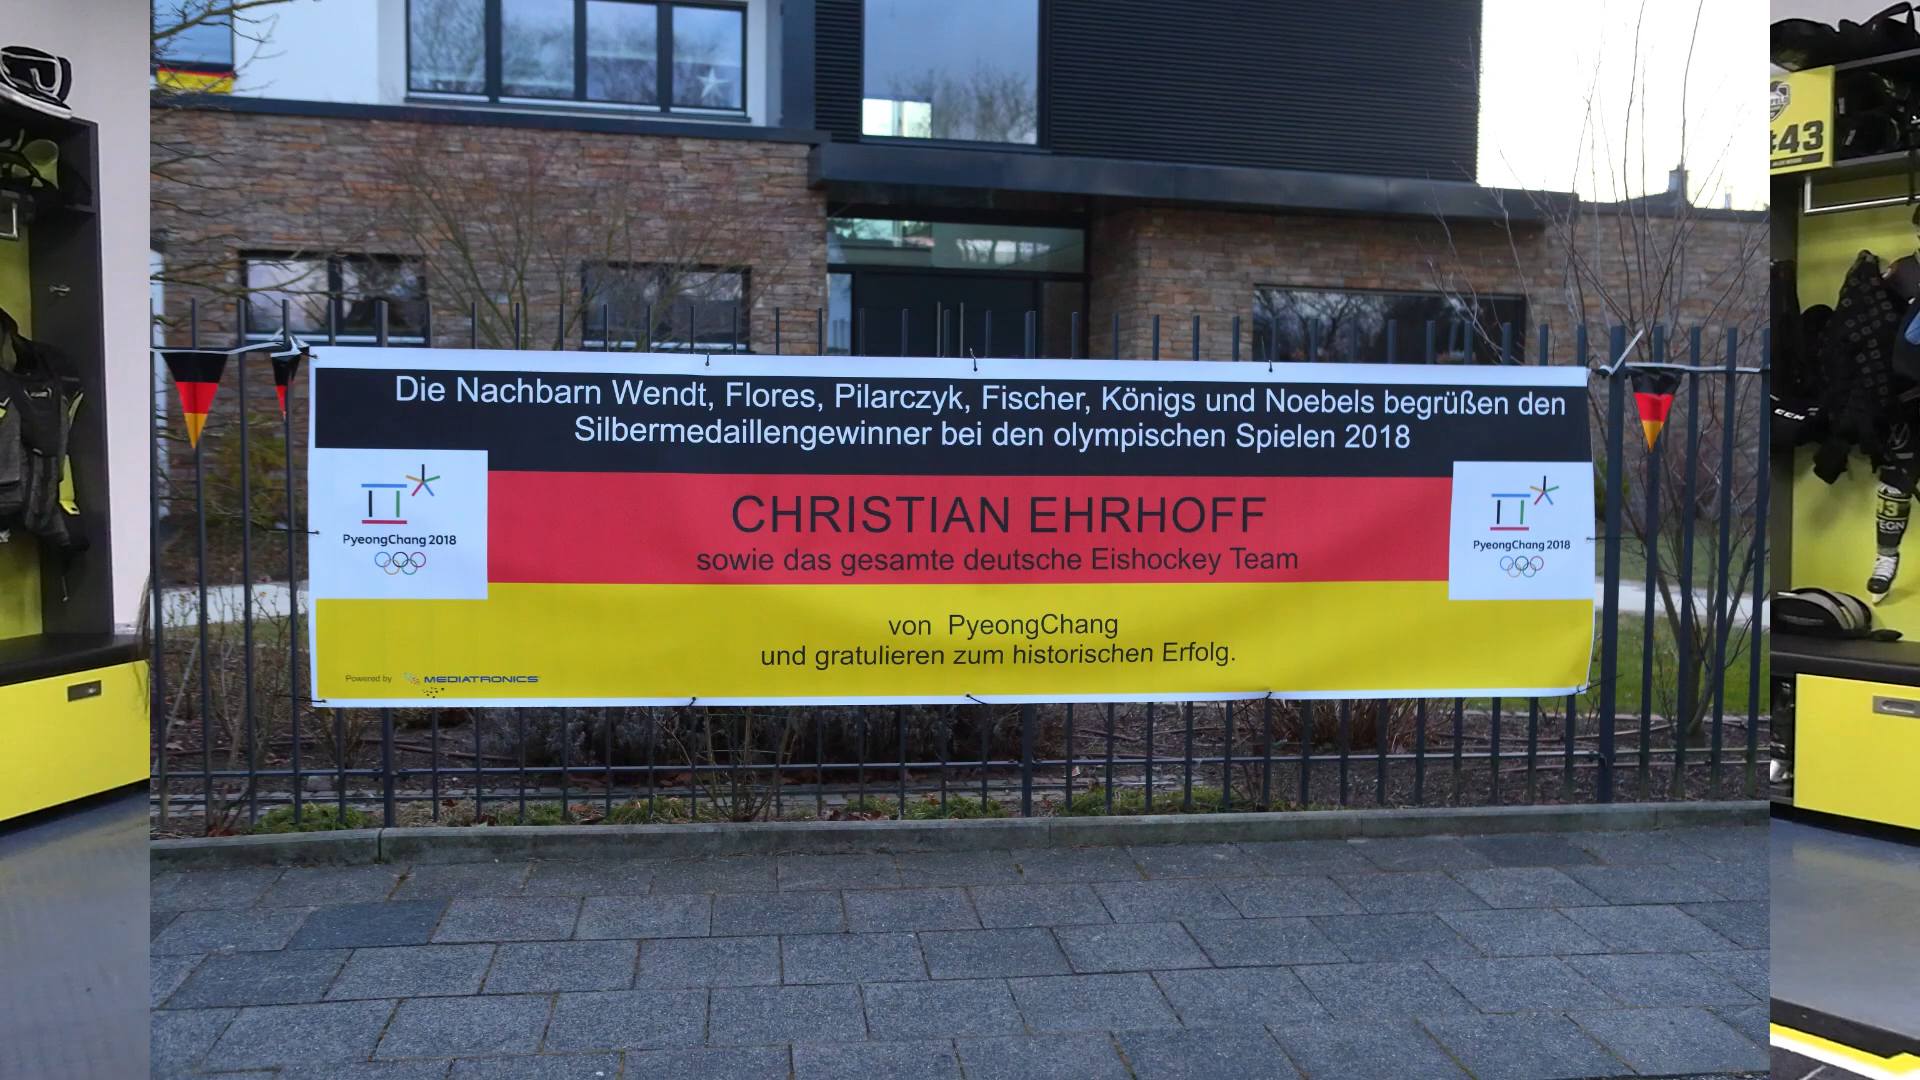 Die Nachbarn Wendt, Flores, Pilarczyk, Fischer, Königs und Noebels begrüßen den
Silbermedaillengewinner bei den olympischen Spielen 2018
CHRISTIAN EHRHOFF
sowie das gesamte deutsche Eishockey Team
von PyeongChang
und gratulieren zum historischen Erfolg.
PyeongChang 2018
PyeongChang 2018
Powered by MEDIATRONICS
#43
CCM